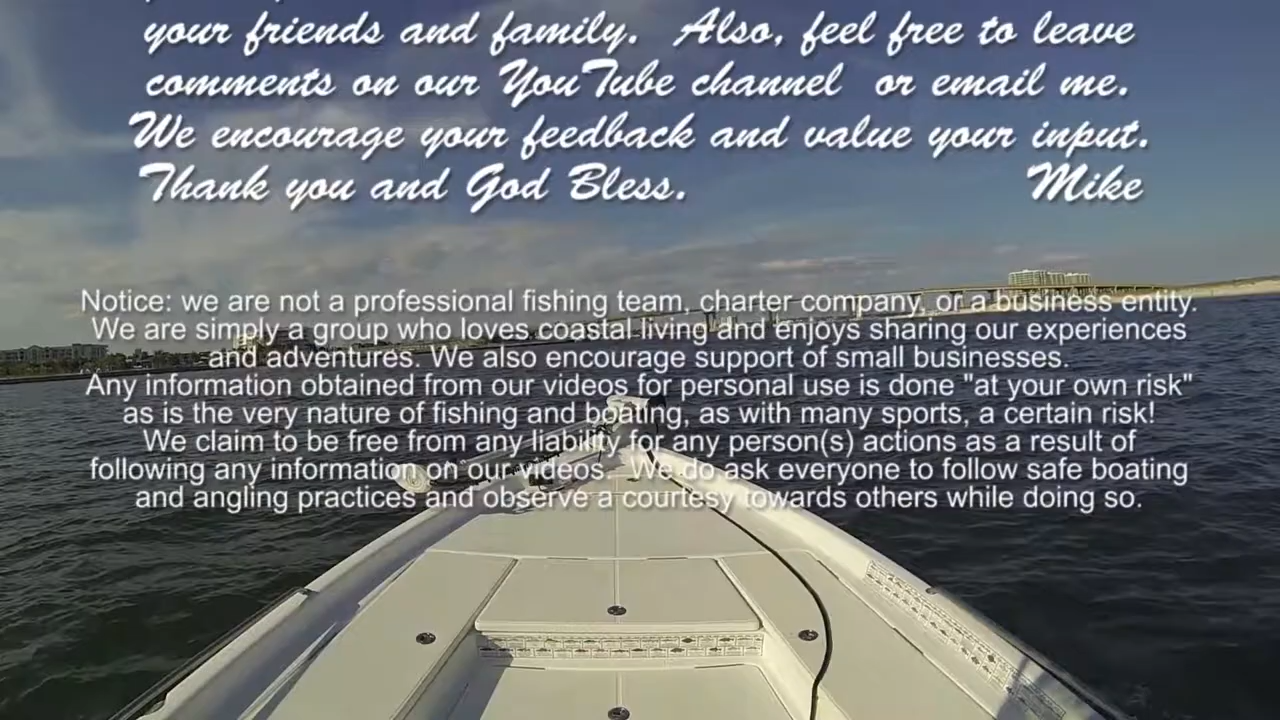 your friends and family. Also, feel free to leave
comments on our YouTube channel or email me.
We encourage your feedback and value your input.
Thank you and God Bless. Mike
Notice: we are not a professional fishing team, charter company, or a business entity.
We are simply a group who loves coastal living and enjoys sharing our experiences
and adventures. We also encourage support of small businesses.
Any information obtained from our videos for personal use is done "at your own risk"
as is the very nature of fishing and boating, as with many sports, a certain risk!
We claim to be free from any liability for any person(s) actions as a result of
following any information on our videos. We do ask everyone to follow safe boating
and angling practices and observe a courtesy towards others while doing so.